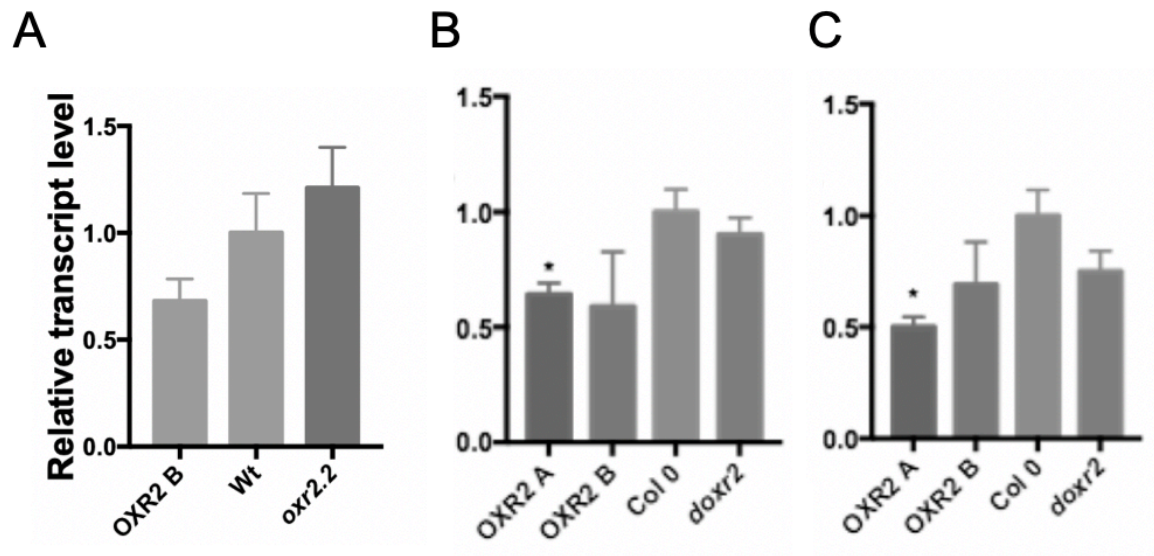 A
B
C
Relative transcript level
1.5
1.0
0.5
0.0
OXR2 B
Wt
oxr2.2
1.5
1.0
0.5
0.0
*
OXR2 A
OXR2 B
Col 0
doxr2
1.5
1.0
0.5
0.0
*
OXR2 A
OXR2 B
Col 0
doxr2